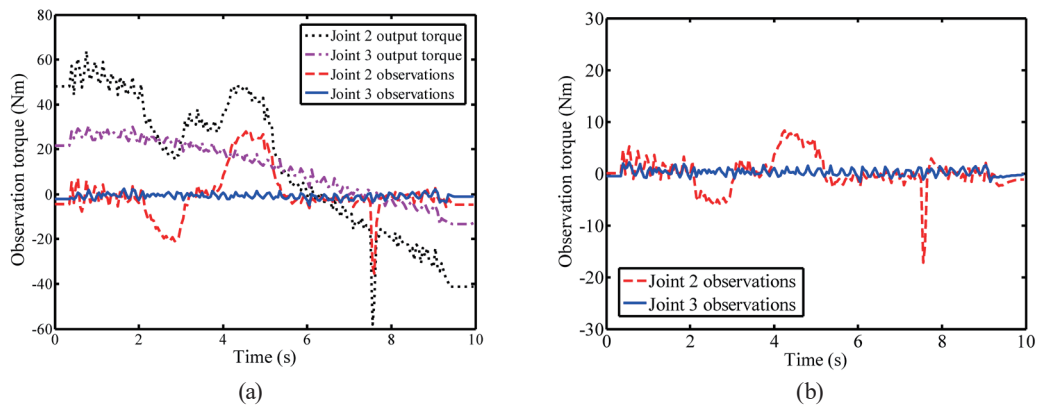 80
60
40
20
0
-20
-40
-60
0
2
4
6
8
10
Observation torque (Nm)
Time (s)
Joint 2 output torque
Joint 3 output torque
Joint 2 observations
Joint 3 observations
(a)
30
20
10
0
-10
-20
-30
0
2
4
6
8
10
Observation torque (Nm)
Time (s)
Joint 2 observations
Joint 3 observations
(b)